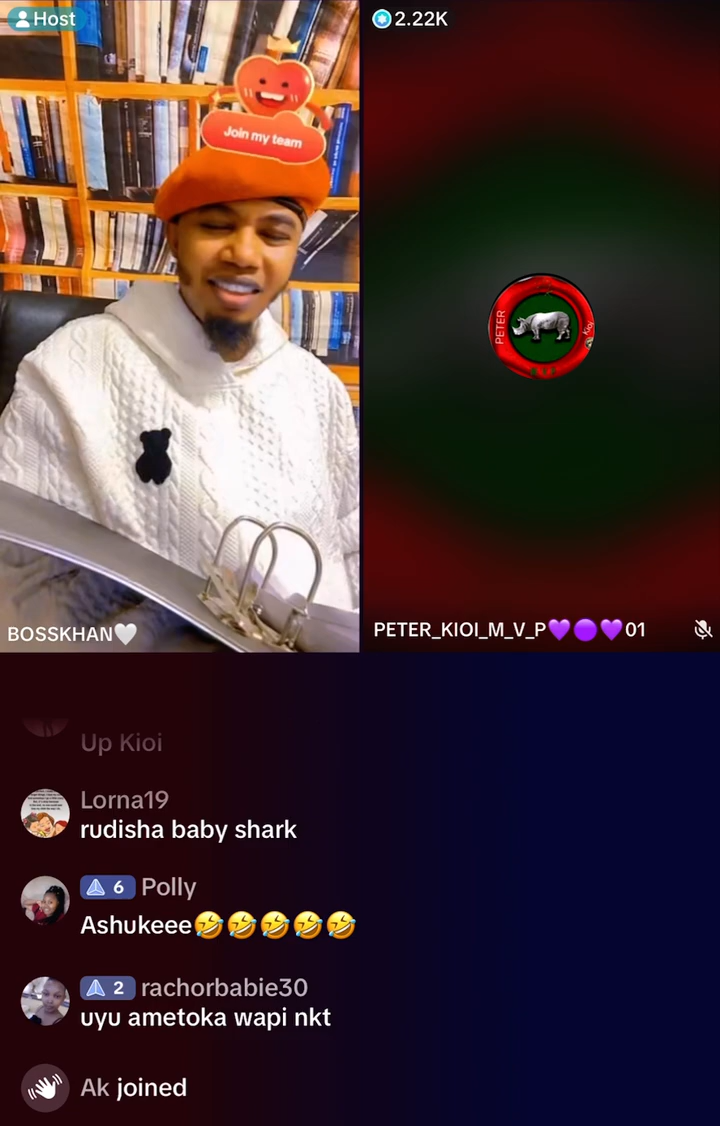 Host
2.22K
Join my team
PETER
Kioi
BOSSKHAN🤍
PETER_KIOI_M_V_P💜🟣💜01
Up Kioi
Lorna19
rudisha baby shark
6 Polly
Ashukeee🤣🤣🤣🤣🤣
2 rachorbabie30
uyu ametoka wapi nkt
Ak joined